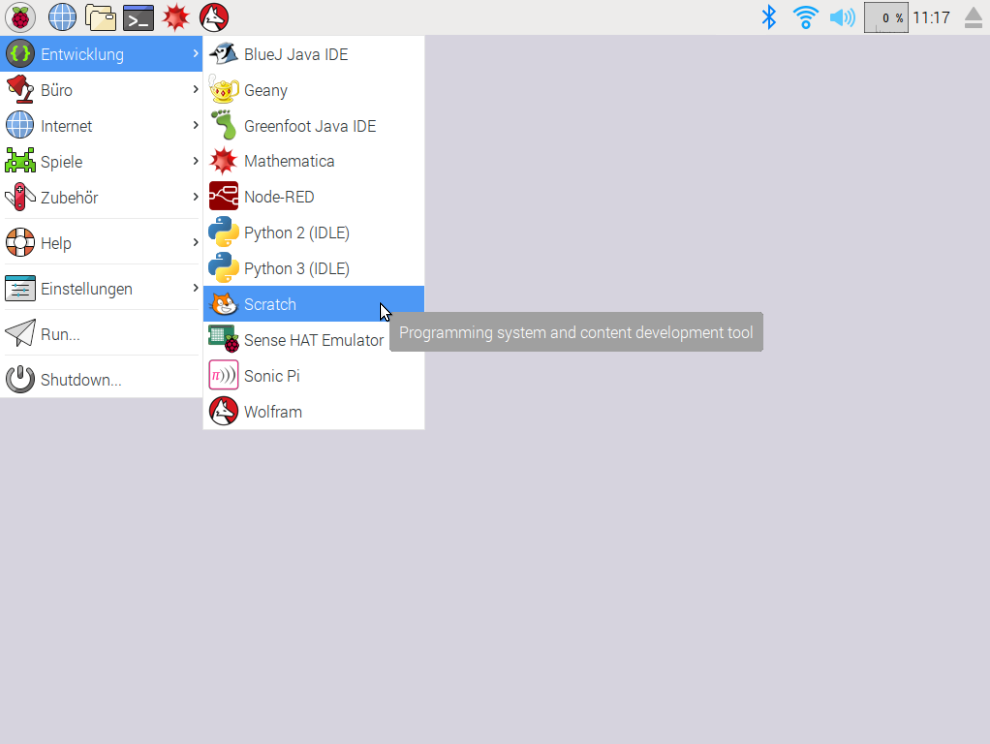 0 % 11:17
Entwicklung
Büro
Internet
Spiele
Zubehör
Help
Einstellungen
Run...
Shutdown...
BlueJ Java IDE
Geany
Greenfoot Java IDE
Mathematica
Node-RED
Python 2 (IDLE)
Python 3 (IDLE)
Scratch
Programming system and content development tool
Sense HAT Emulator
π)))
Sonic Pi
Wolfram